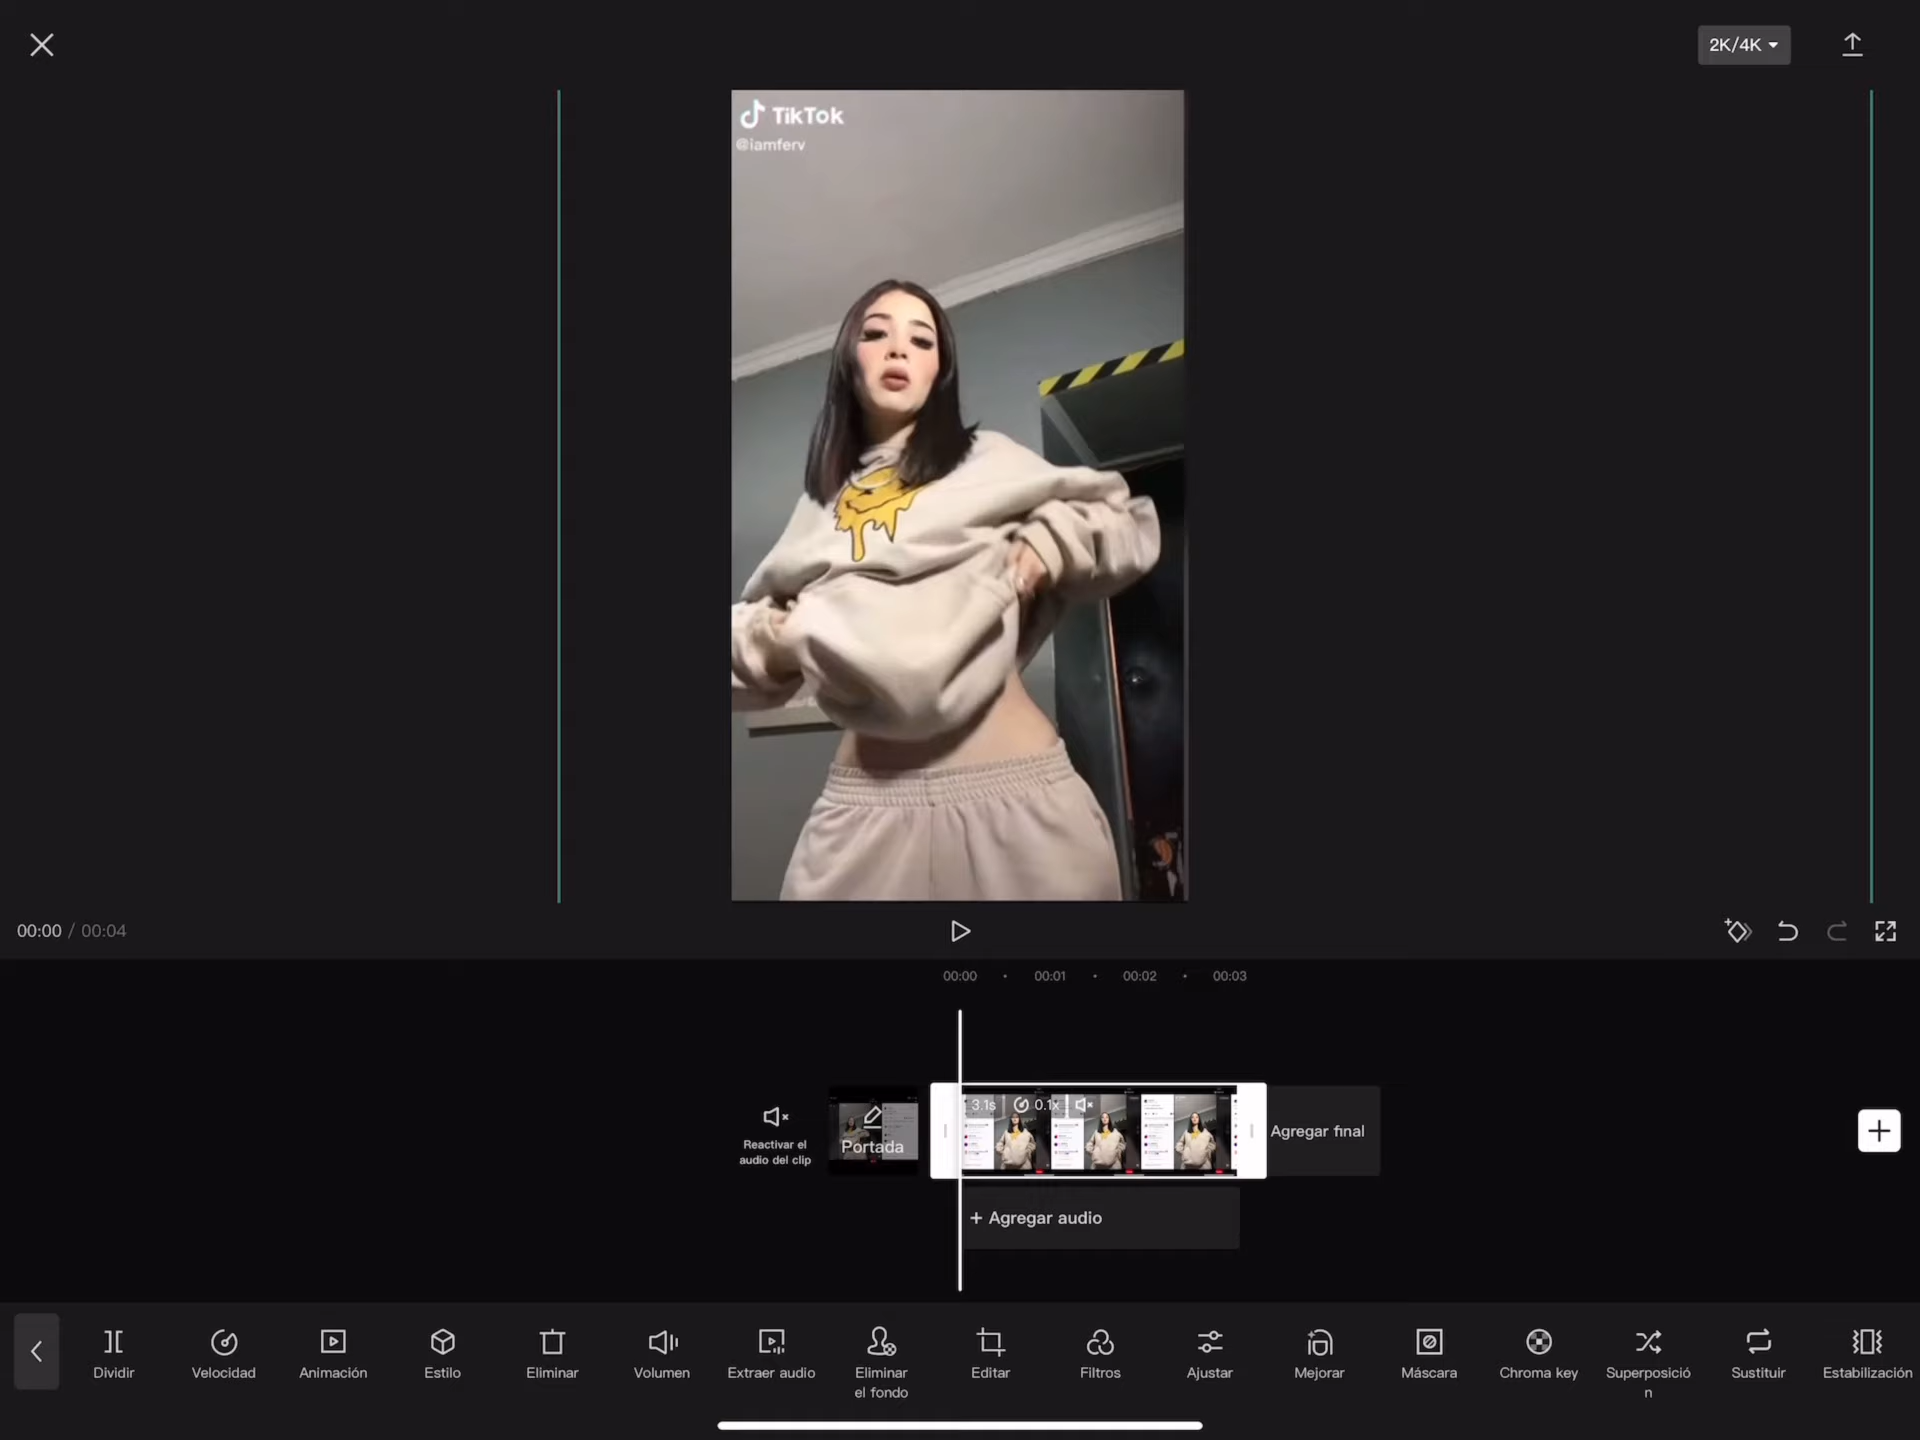 2K/4K
TikTok
@iamferv
00:00 / 00:04
00:00 00:01 00:02 00:03
3.1s 0.1x
Reactivar el
audio del clip
Portada
Agregar final
+ Agregar audio
Dividir
Velocidad
Animación
Estilo
Eliminar
Volumen
Extraer audio
Eliminar
el fondo
Editar
Filtros
Ajustar
Mejorar
Máscara
Chroma key
Superposició
n
Sustituir
Estabilización